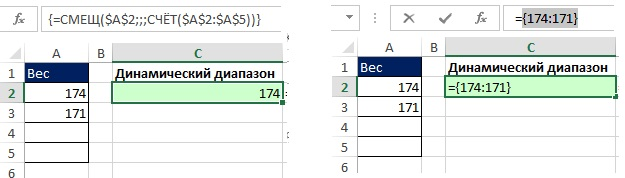 fx {=СМЕЩ($A$2;;;СЧЁТ($A$2:$A$5))}
A B C
1 Вес Динамический диапазон
2 174 174
3 171
4
5
6
fx ={174:171}
A B C
1 Вес Динамический диапазон
2 174 ={174:171}
3 171
4
5
6